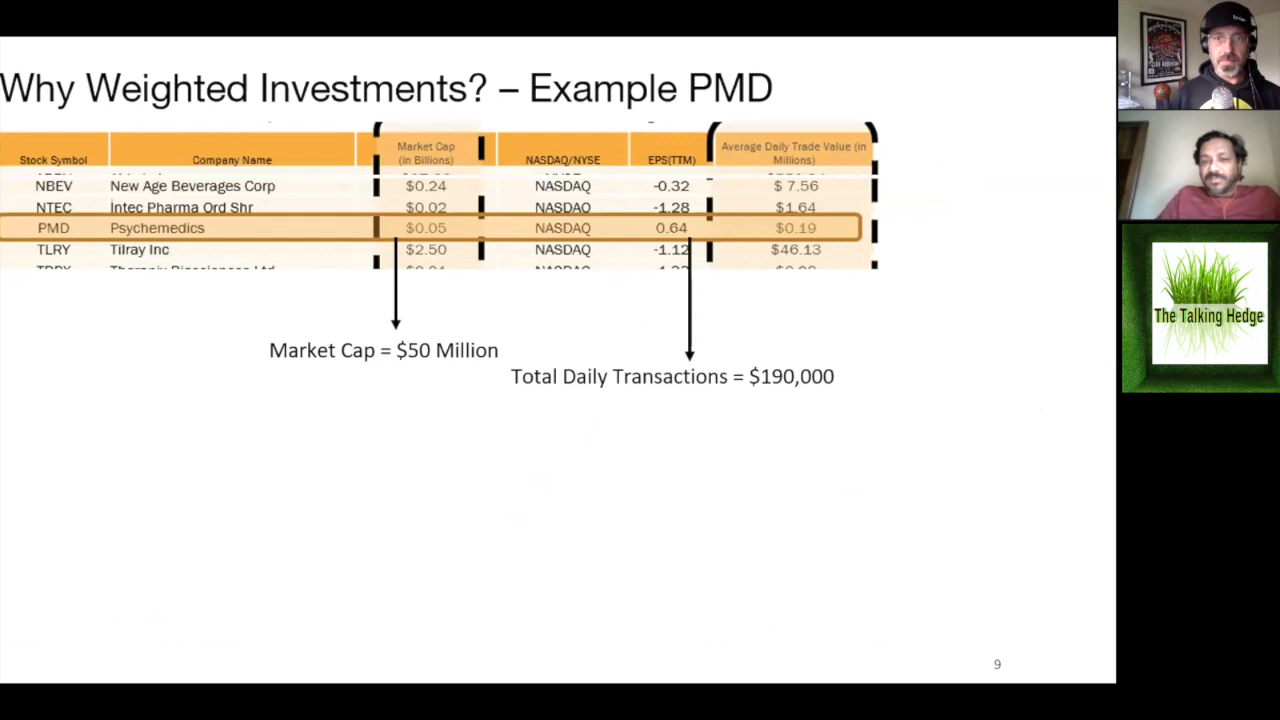 Why Weighted Investments? – Example PMD
Market Cap (in Billions)
Average Daily Trade Value (in Millions)
Stock Symbol Company Name NASDAQ/NYSE EPS(TTM)
NBEV New Age Beverages Corp $0.24 NASDAQ -0.32 $ 7.56
NTEC Intec Pharma Ord Shr $0.02 NASDAQ -1.28 $1.64
PMD Psychemedics $0.05 NASDAQ 0.64 $0.19
TLRY Tilray Inc $2.50 NASDAQ -1.12 $46.13
Market Cap = $50 Million
Total Daily Transactions = $190,000
9
The Talking Hedge